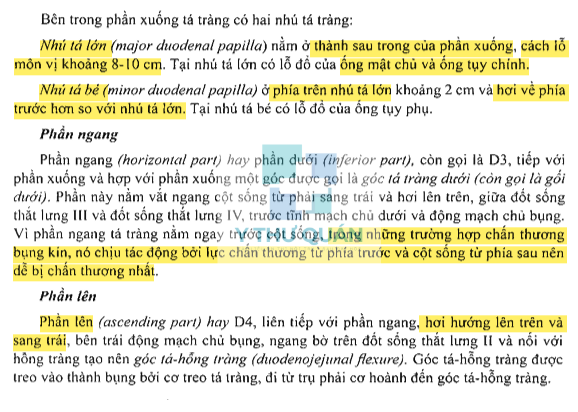 Bên trong phần xuống tá tràng có hai nhú tá tràng:
Nhú tá lớn (major duodenal papilla) nằm ở thành sau trong của phần xuống, cách lỗ
môn vị khoảng 8-10 cm. Tại nhú tá lớn có lỗ đổ của ống mật chủ và ống tụy chính.
Nhú tá bé (minor duodenal papilla) ở phía trên nhú tá lớn khoảng 2 cm và hơi về phía
trước hơn so với nhú tá lớn. Tại nhú tá bé có lỗ đổ của ống tụy phụ.
Phần ngang
Phần ngang (horizontal part) hay phần dưới (inferior part), còn gọi là D3, tiếp với
phần xuống và hợp với phần xuống một góc được gọi là góc tá tràng dưới (còn gọi là gối
dưới). Phần này nằm vắt ngang cột sống từ phải sang trái và hơi lên trên, giữa đốt sống
thắt lưng III và đốt sống thắt lưng IV, trước tĩnh mạch chủ dưới và động mạch chủ bụng.
Vì phần ngang tá tràng nằm ngay trước cột sống, trong những trường hợp chấn thương
bụng kín, nó chịu tác động bởi lực chấn thương từ phía trước và cột sống từ phía sau nên
dễ bị chấn thương nhất.
Y THƯ QUÁN
Phần lên
Phần lên (ascending part) hay D4, liên tiếp với phần ngang, hơi hướng lên trên và
sang trái, bên trái động mạch chủ bụng, ngang bờ trên đốt sống thắt lưng II và nối với
hỗng tràng tạo nên góc tá-hỗng tràng (duodenojejunal flexure). Góc tá-hỗng tràng được
treo vào thành bụng bởi cơ treo tá tràng, đi từ trụ phải cơ hoành đến góc tá-hỗng tràng.